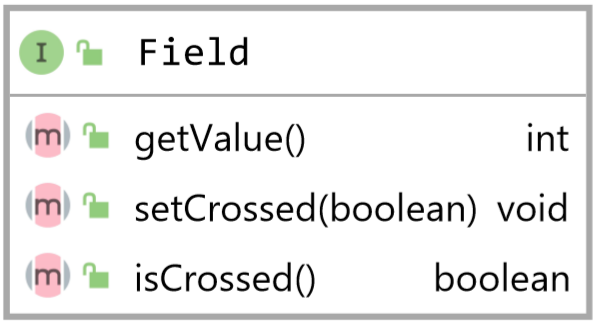 I Field
m getValue() int
m setCrossed(boolean) void
m isCrossed() boolean